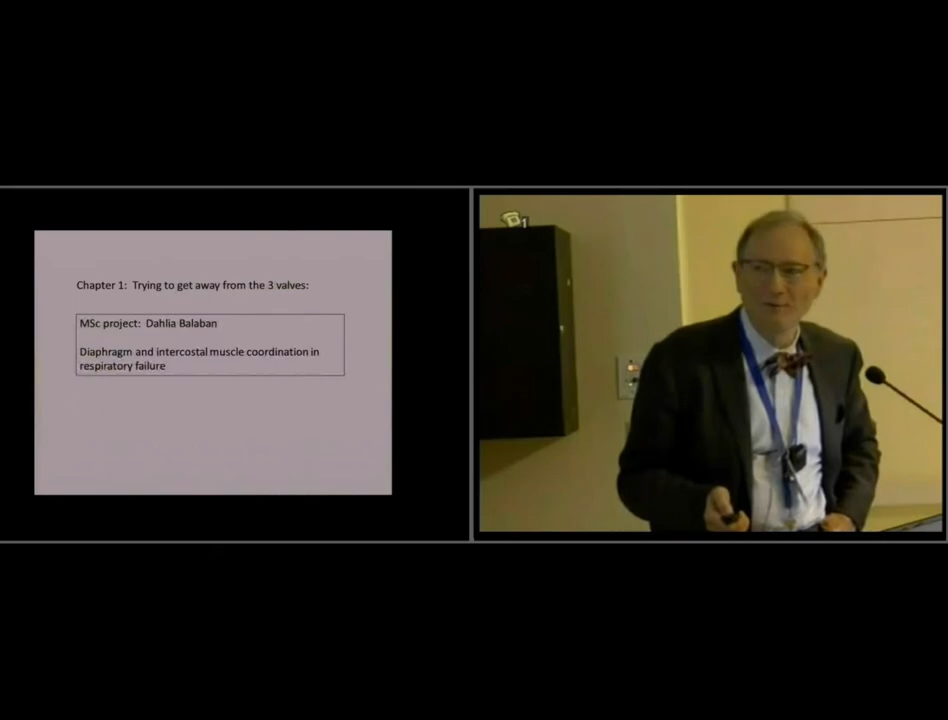 Chapter 1: Trying to get away from the 3 valves:
MSc project: Dahlia Balaban
Diaphragm and intercostal muscle coordination in
respiratory failure
1